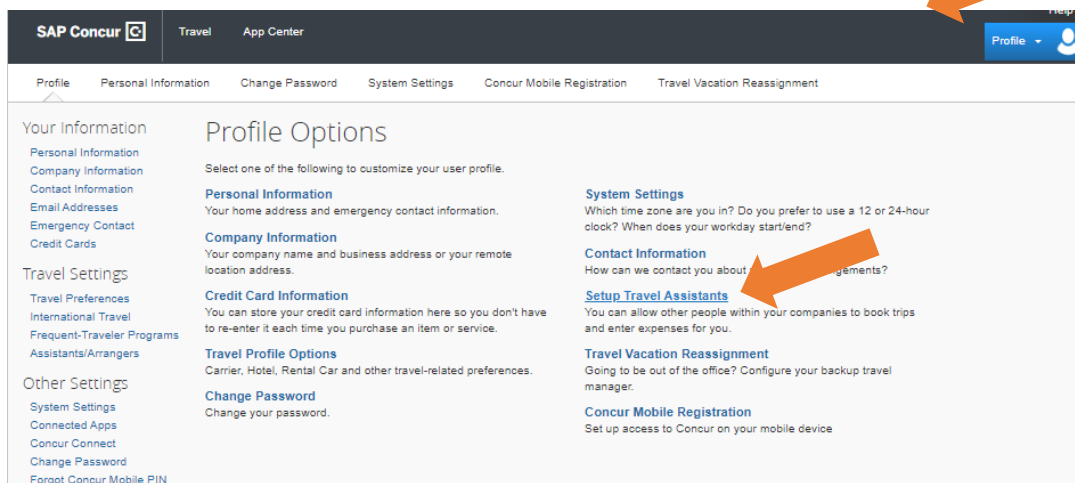 Help
SAP Concur C Travel App Center
Profile
Profile Personal Information Change Password System Settings Concur Mobile Registration Travel Vacation Reassignment
Your Information
Personal Information
Company Information
Contact Information
Email Addresses
Emergency Contact
Credit Cards
Travel Settings
Travel Preferences
International Travel
Frequent-Traveler Programs
Assistants/Arrangers
Other Settings
System Settings
Connected Apps
Concur Connect
Change Password
Forgot Concur Mobile PIN
Profile Options
Select one of the following to customize your user profile.
Personal Information
Your home address and emergency contact information.
Company Information
Your company name and business address or your remote
location address.
Credit Card Information
You can store your credit card information here so you don't have
to re-enter it each time you purchase an item or service.
Travel Profile Options
Carrier, Hotel, Rental Car and other travel-related preferences.
Change Password
Change your password.
System Settings
Which time zone are you in? Do you prefer to use a 12 or 24-hour
clock? When does your workday start/end?
Contact Information
How can we contact you about
Setup Travel Assistants
You can allow other people within your companies to book trips
and enter expenses for you.
Travel Vacation Reassignment
Going to be out of the office? Configure your backup travel
manager.
Concur Mobile Registration
Set up access to Concur on your mobile device